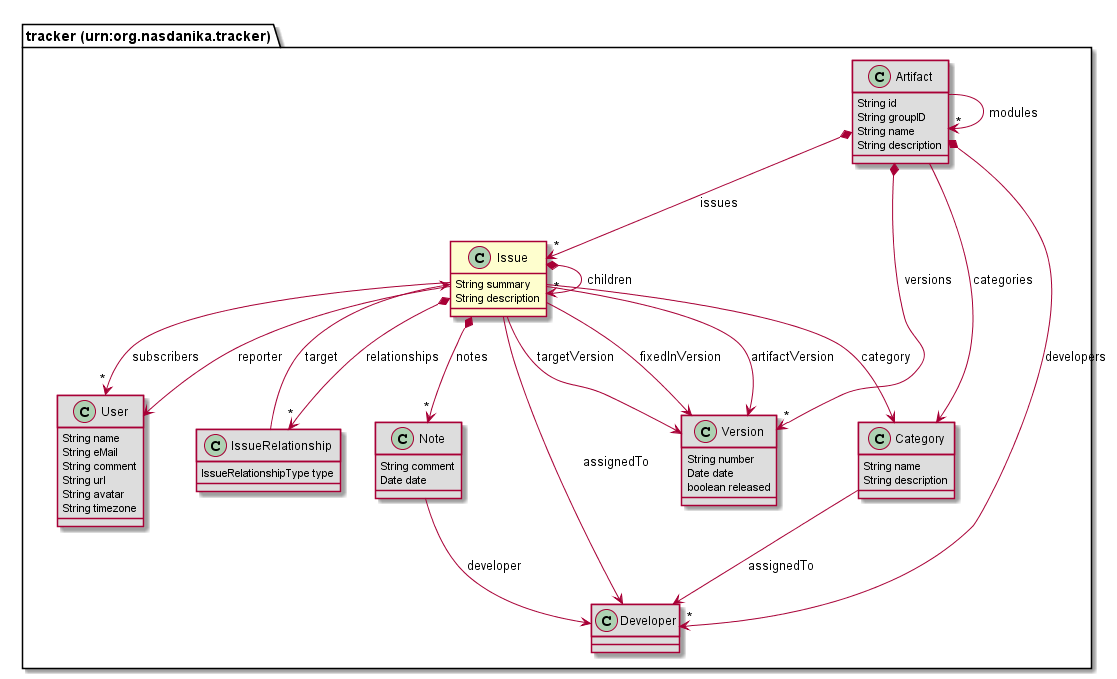 tracker (urn:org.nasdanika.tracker)
C Artifact
String id
String groupID
String name
String description
modules
*
issues
*
C Issue
String summary
String description
children
*
versions
categories
subscribers
reporter
target
relationships
notes
targetVersion
fixedInVersion
artifactVersion
category
developers
*
*
*
*
C User
String name
String eMail
String comment
String url
String avatar
String timezone
C IssueRelationship
IssueRelationshipType type
C Note
String comment
Date date
C Version
String number
Date date
boolean released
C Category
String name
String description
assignedTo
developer
assignedTo
C Developer
*